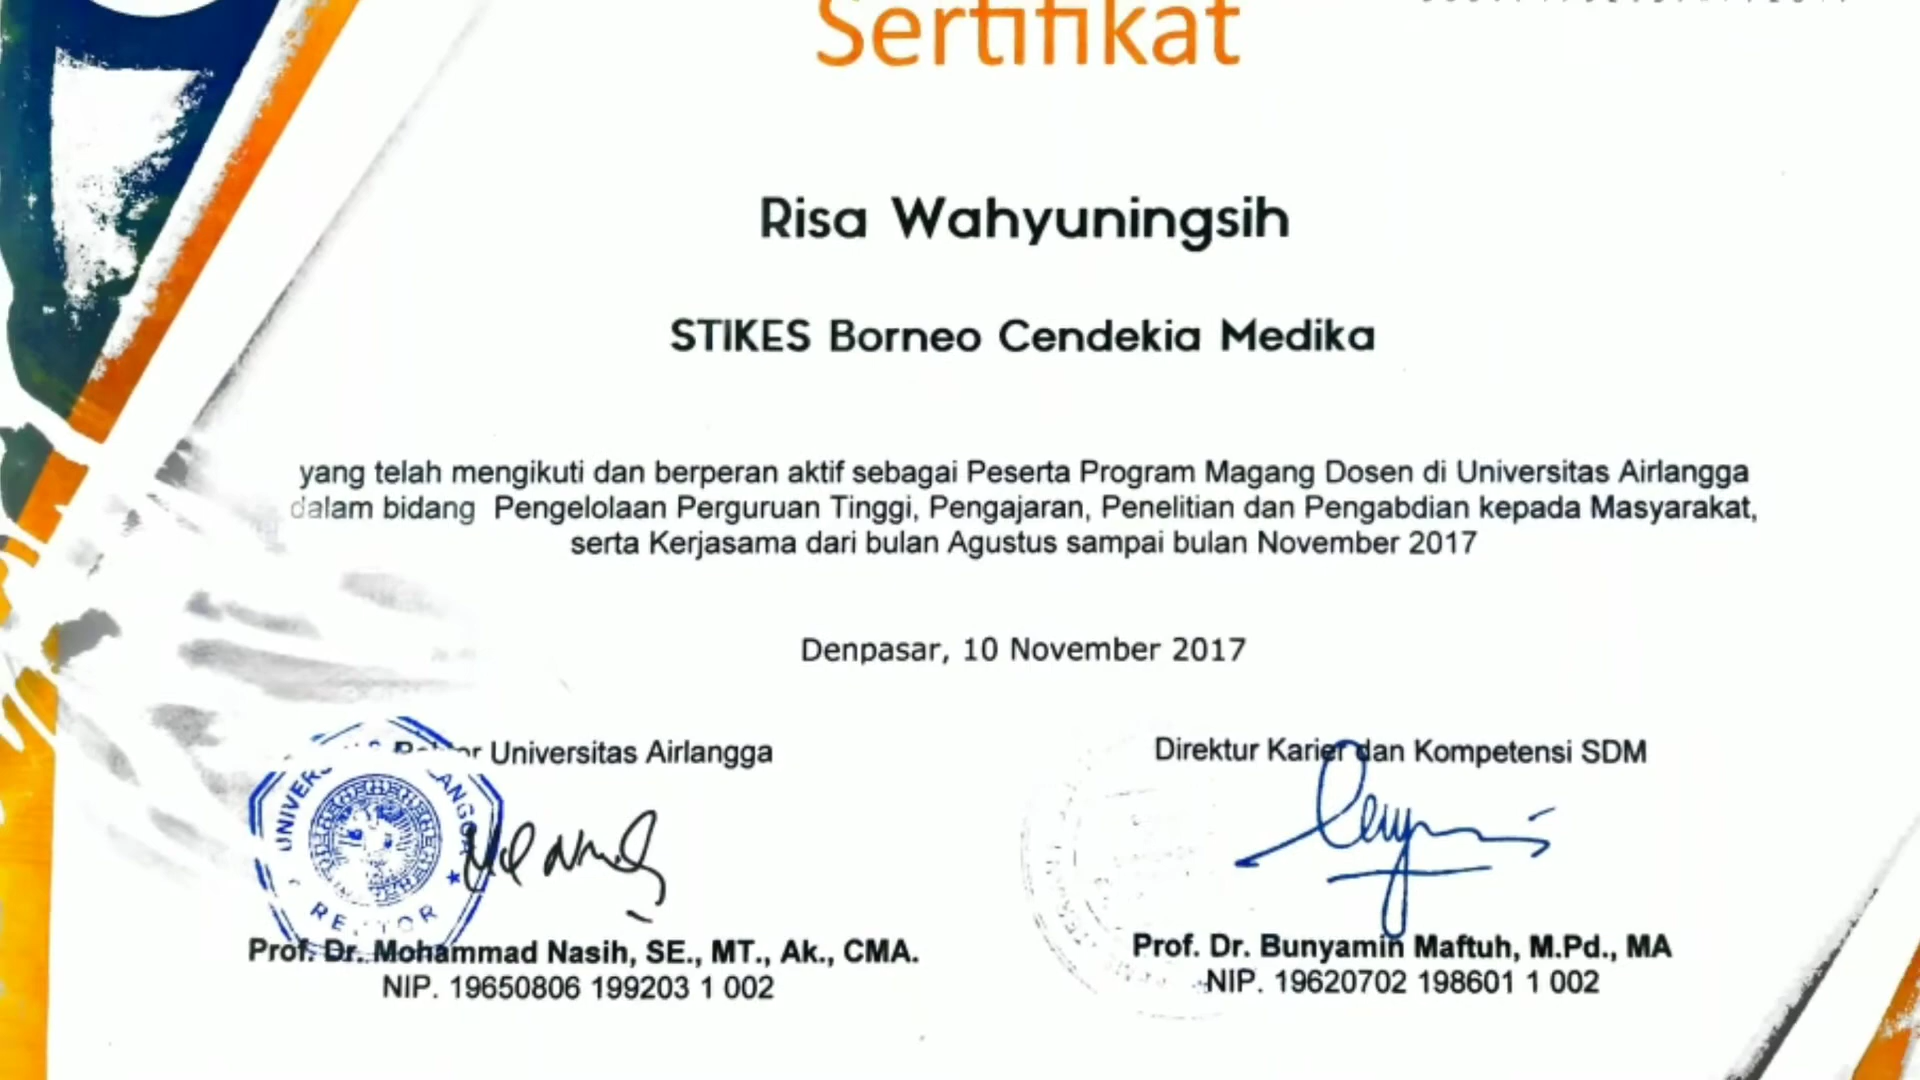 Sertifikat
Risa Wahyuningsih
STIKES Borneo Cendekia Medika
yang telah mengikuti dan berperan aktif sebagai Peserta Program Magang Dosen di Universitas Airlangga
dalam bidang Pengelolaan Perguruan Tinggi, Pengajaran, Penelitian dan Pengabdian kepada Masyarakat,
serta Kerjasama dari bulan Agustus sampai bulan November 2017
Denpasar, 10 November 2017
Rektor Universitas Airlangga
Direktur Karier dan Kompetensi SDM
UNIVERSITAS AIRLANGGA
REKTOR
Prof. Dr. Mohammad Nasih, SE., MT., Ak., CMA.
NIP. 19650806 199203 1 002
Prof. Dr. Bunyamin Maftuh, M.Pd., MA
NIP. 19620702 198601 1 002